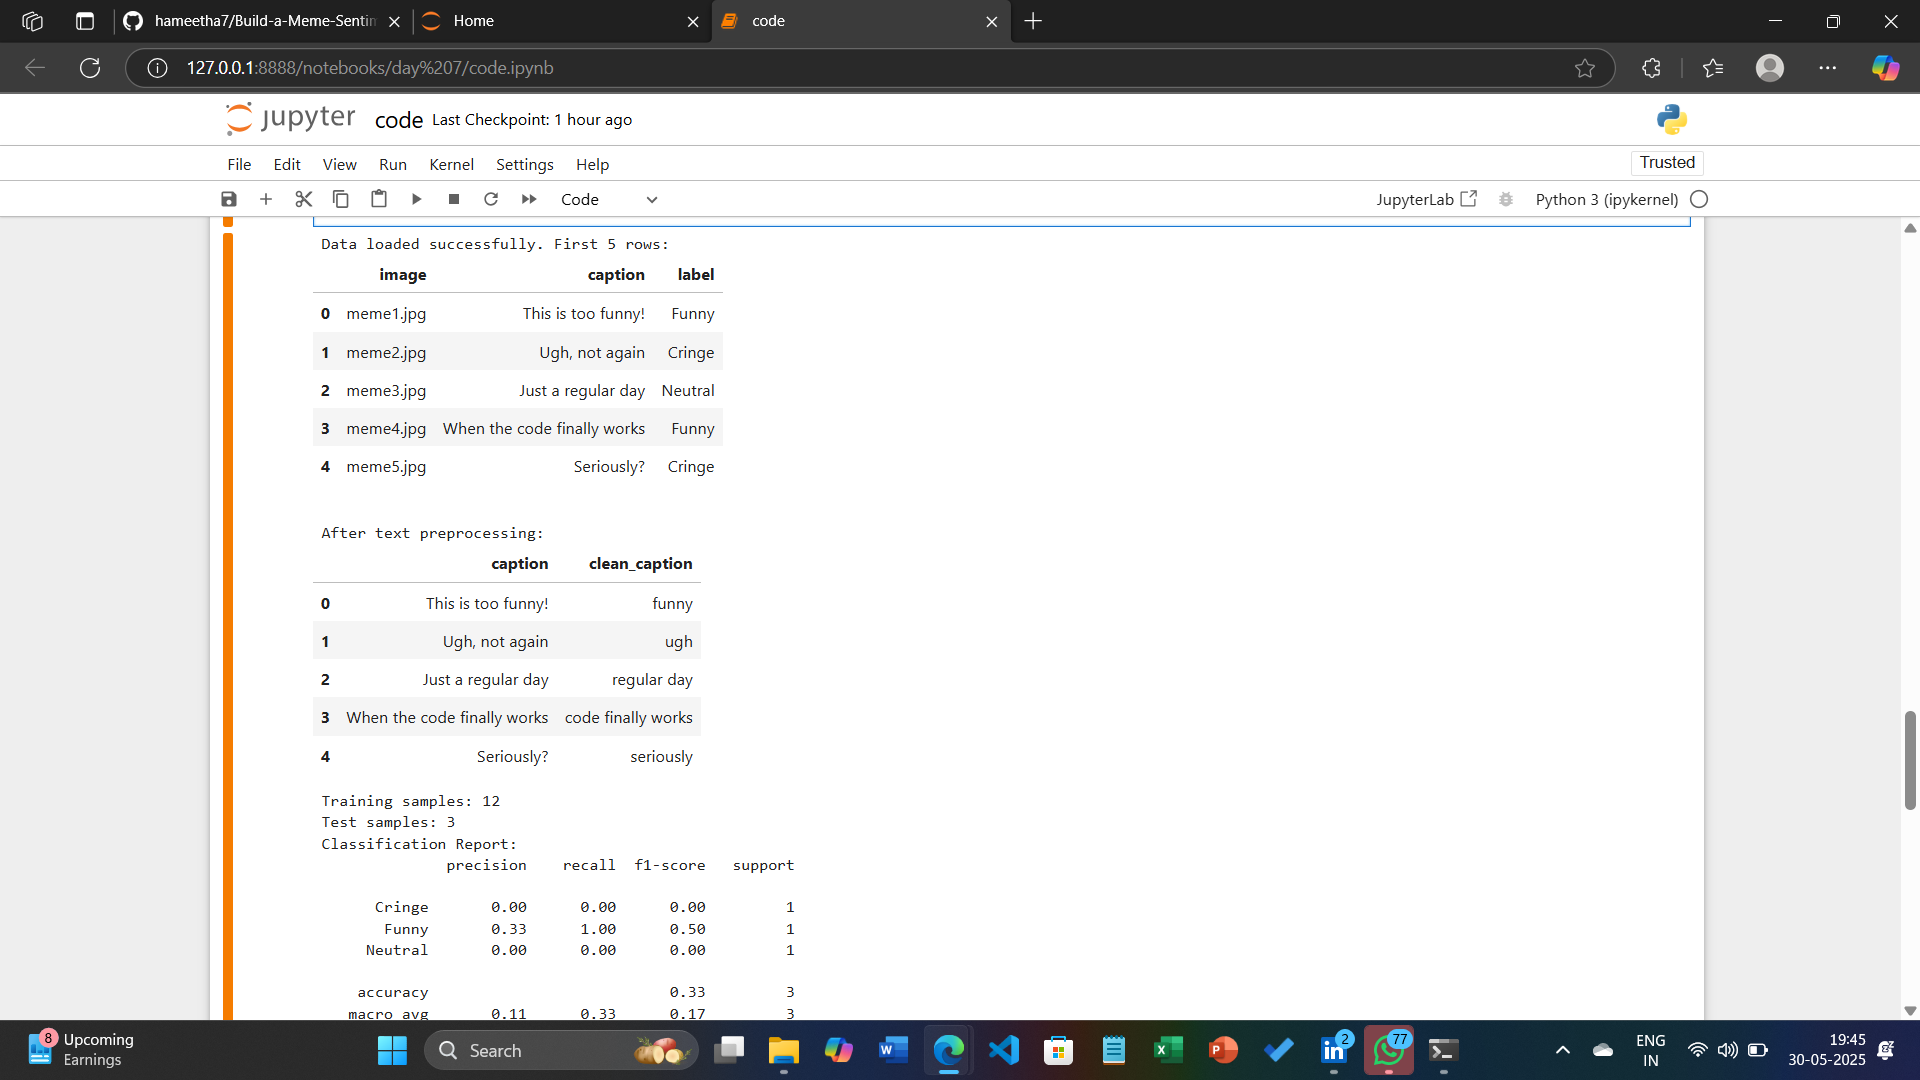 hameetha7/Build-a-Meme-Sentim
Home
code
127.0.0.1:8888/notebooks/day%207/code.ipynb
jupyter code Last Checkpoint: 1 hour ago
File Edit View Run Kernel Settings Help
Trusted
Code
JupyterLab
Python 3 (ipykernel)
Data loaded successfully. First 5 rows:
image caption label
0 meme1.jpg This is too funny! Funny
1 meme2.jpg Ugh, not again Cringe
2 meme3.jpg Just a regular day Neutral
3 meme4.jpg When the code finally works Funny
4 meme5.jpg Seriously? Cringe
After text preprocessing:
caption clean_caption
0 This is too funny! funny
1 Ugh, not again ugh
2 Just a regular day regular day
3 When the code finally works code finally works
4 Seriously? seriously
Training samples: 12
Test samples: 3
Classification Report:
precision recall f1-score support
Cringe 0.00 0.00 0.00 1
Funny 0.33 1.00 0.50 1
Neutral 0.00 0.00 0.00 1
accuracy 0.33 3
macro avg 0.11 0.33 0.17 3
8
Upcoming
Earnings
Search
2
77
ENG
IN
19:45
30-05-2025